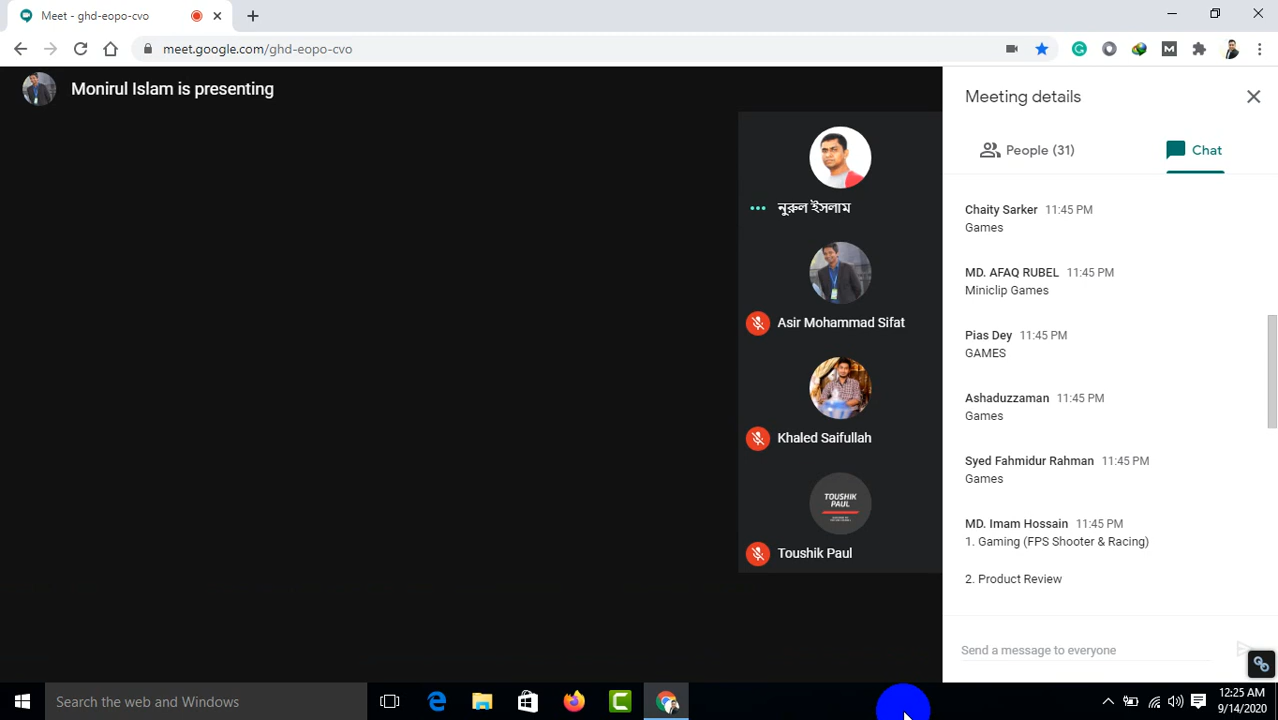 Meet - ghd-eopo-cvo
meet.google.com/ghd-eopo-cvo
Monirul Islam is presenting
নুরুল ইসলাম
Asir Mohammad Sifat
Khaled Saifullah
TOUSHIK
PAUL
Toushik Paul
Meeting details
People (31)
Chat
Chaity Sarker 11:45 PM
Games
MD. AFAQ RUBEL 11:45 PM
Miniclip Games
Pias Dey 11:45 PM
GAMES
Ashaduzzaman 11:45 PM
Games
Syed Fahmidur Rahman 11:45 PM
Games
MD. Imam Hossain 11:45 PM
1. Gaming (FPS Shooter & Racing)
2. Product Review
Send a message to everyone
Search the web and Windows
12:25 AM
9/14/2020